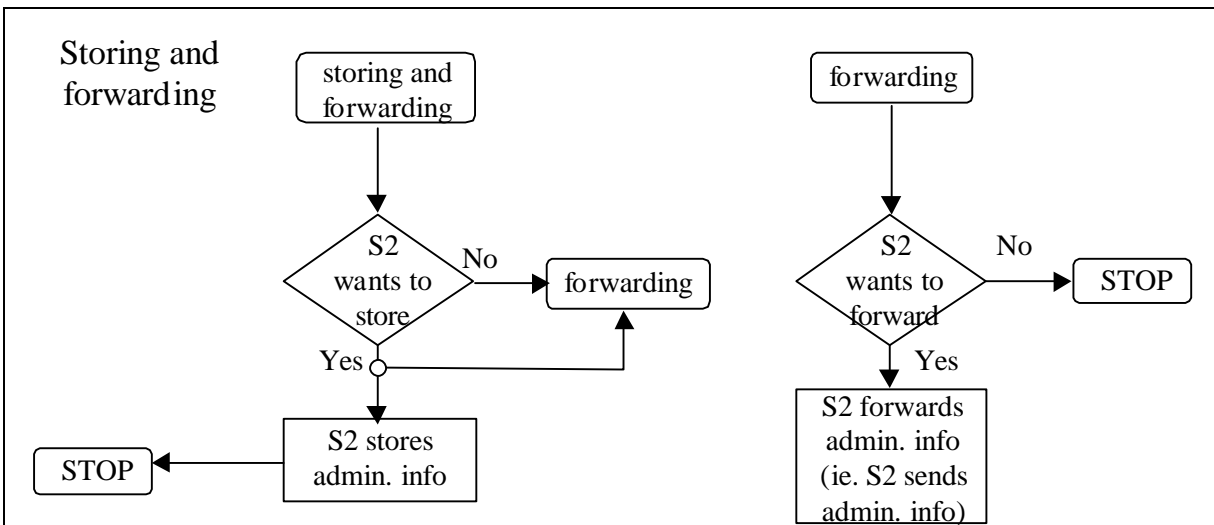 Storing and
forwarding
storing and
forwarding
S2
wants to
store
No
forwarding
Yes
S2 stores
admin. info
STOP
forwarding
S2
wants to
forward
No
STOP
Yes
S2 forwards
admin. info
(ie. S2 sends
admin. info)